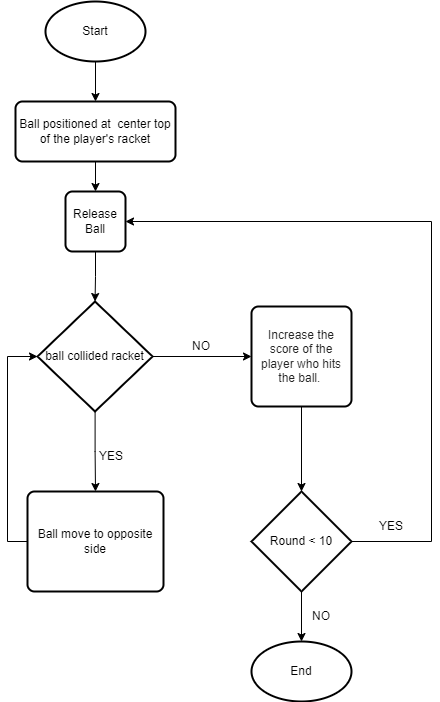 Start
Ball positioned at center top
of the player's racket
Release
Ball
ball collided racket
NO
Increase the
score of the
player who hits
the ball.
YES
Ball move to opposite
side
Round < 10
YES
NO
End